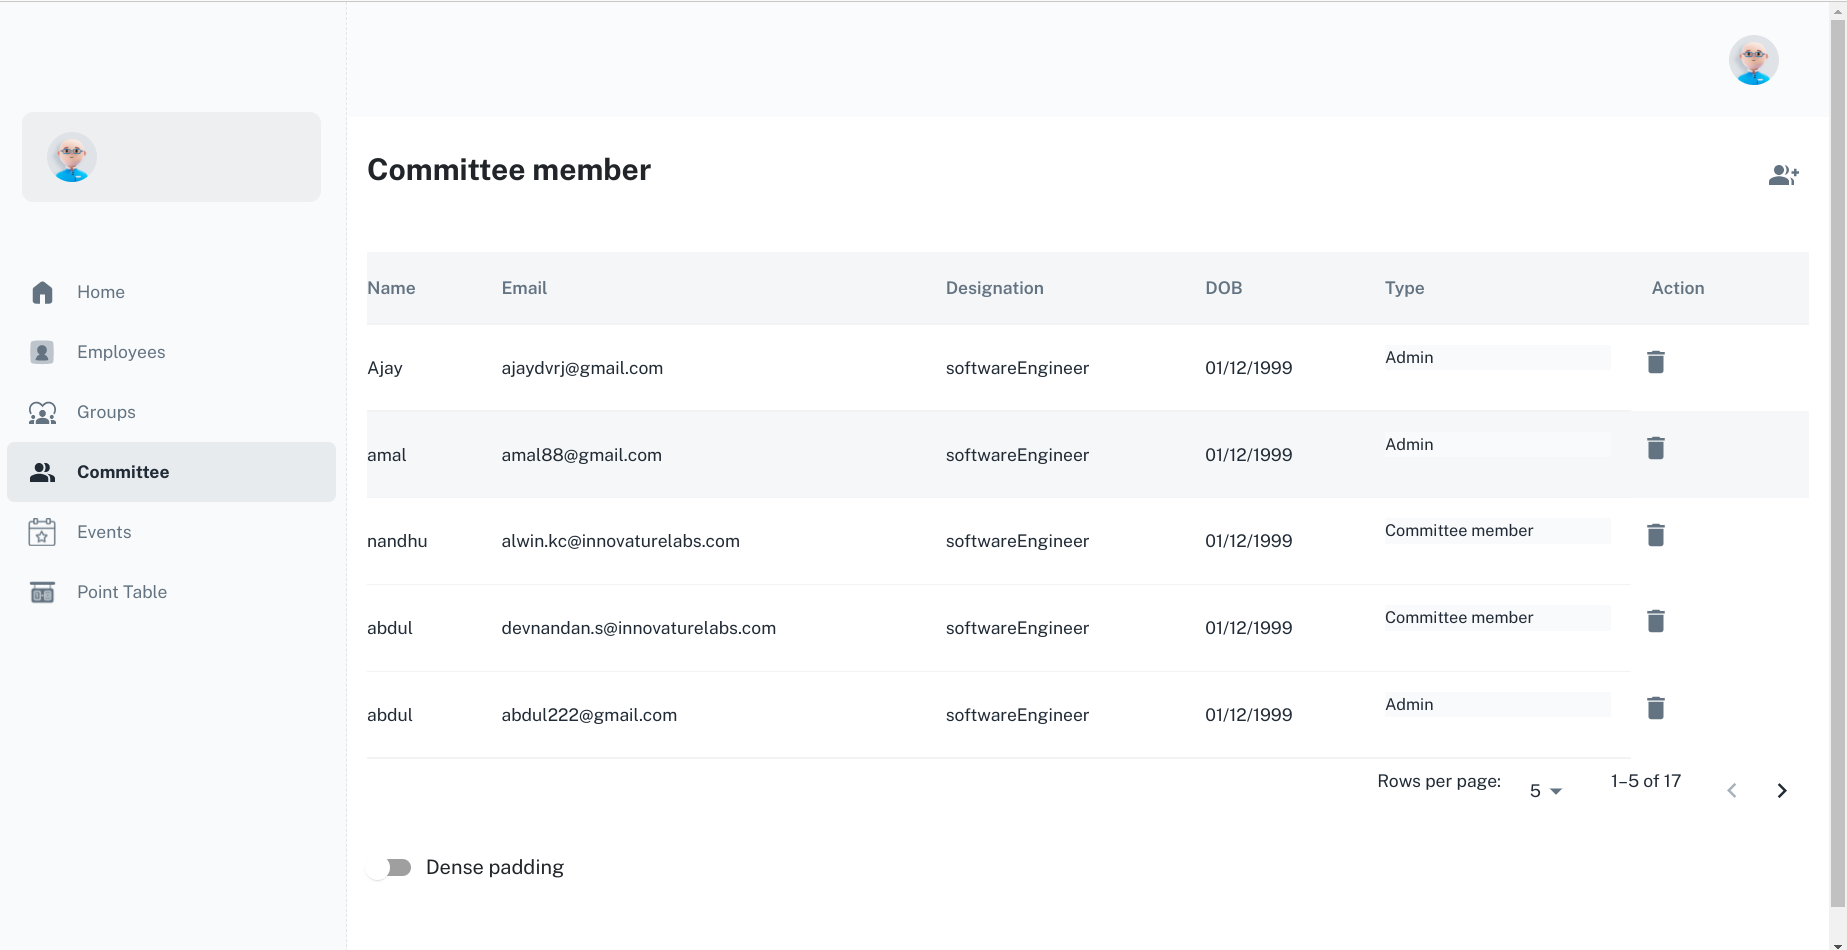 Committee member
Home
Employees
Groups
Committee
Events
Point Table
Name Email Designation DOB Type Action
Ajay ajaydvrj@gmail.com softwareEngineer 01/12/1999 Admin
amal amal88@gmail.com softwareEngineer 01/12/1999 Admin
nandhu alwin.kc@innovaturelabs.com softwareEngineer 01/12/1999 Committee member
abdul devnandan.s@innovaturelabs.com softwareEngineer 01/12/1999 Committee member
abdul abdul222@gmail.com softwareEngineer 01/12/1999 Admin
Rows per page: 5 1–5 of 17
Dense padding